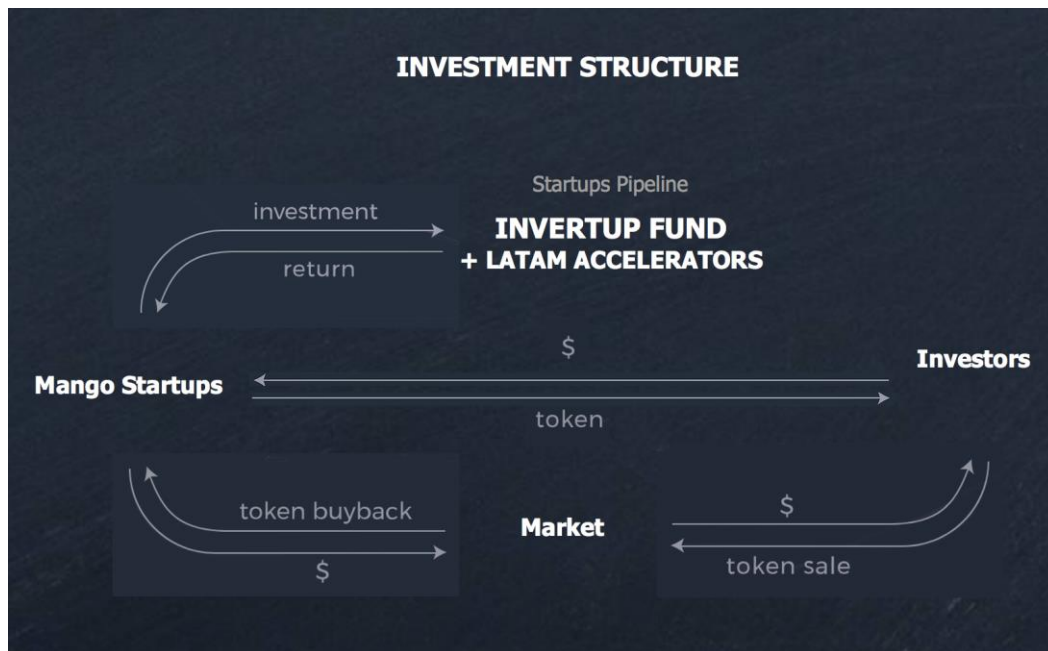 INVESTMENT STRUCTURE
Startups Pipeline
investment
INVERTUP FUND
+ LATAM ACCELERATORS
return
$
Investors
Mango Startups
token
token buyback
$
Market
$
token sale